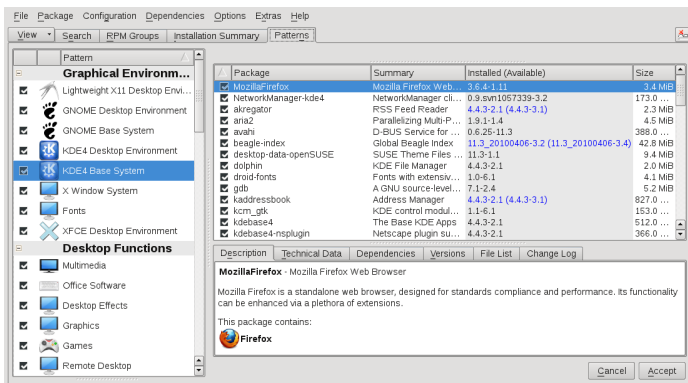 File Package Configuration Dependencies Options Extras Help
View Search RPM Groups Installation Summary Patterns
Pattern
Graphical Environm...
Lightweight X11 Desktop Envi...
GNOME Desktop Environment
GNOME Base System
KDE4 Desktop Environment
KDE4 Base System
X Window System
Fonts
XFCE Desktop Environment
Desktop Functions
Multimedia
Office Software
Desktop Effects
Graphics
Games
Remote Desktop
Package Summary Installed (Available) Size
MozillaFirefox Mozilla Firefox Web... 3.6.4-1.11 3.4 MiB
NetworkManager-kde4 NetworkManager cli... 0.9.svn1057339-3.2 173.0 ...
akregator RSS Feed Reader 4.4.3-2.1 (4.4.3-3.1) 2.3 MiB
aria2 Parallelizing Multi-P... 1.9.1-1.4 4.5 MiB
avahi D-BUS Service for ... 0.6.25-11.3 388.0 ...
beagle-index Global Beagle Index 11.3_20100406-3.2 (11.3_20100406-3.4) 42.8 MiB
desktop-data-openSUSE SUSE Theme Files ... 11.3-1.1 9.4 MiB
dolphin KDE File Manager 4.4.3-2.1 2.0 MiB
droid-fonts Fonts with extensiv... 1.0-6.1 4.1 MiB
gdb A GNU source-level... 7.1-2.4 5.2 MiB
kaddressbook Address Manager 4.4.3-2.1 (4.4.3-3.1) 827.0 ...
kcm_gtk KDE control modul... 1.1-6.1 153.0 ...
kdebase4 The Base KDE Apps 4.4.3-2.1 512.0 ...
kdebase4-nsplugin Netscape plugin su... 4.4.3-2.1 366.0 ...
Description Technical Data Dependencies Versions File List Change Log
MozillaFirefox - Mozilla Firefox Web Browser
Mozilla Firefox is a standalone web browser, designed for standards compliance and performance. Its functionality
can be enhanced via a plethora of extensions.
This package contains:
Firefox
Cancel Accept